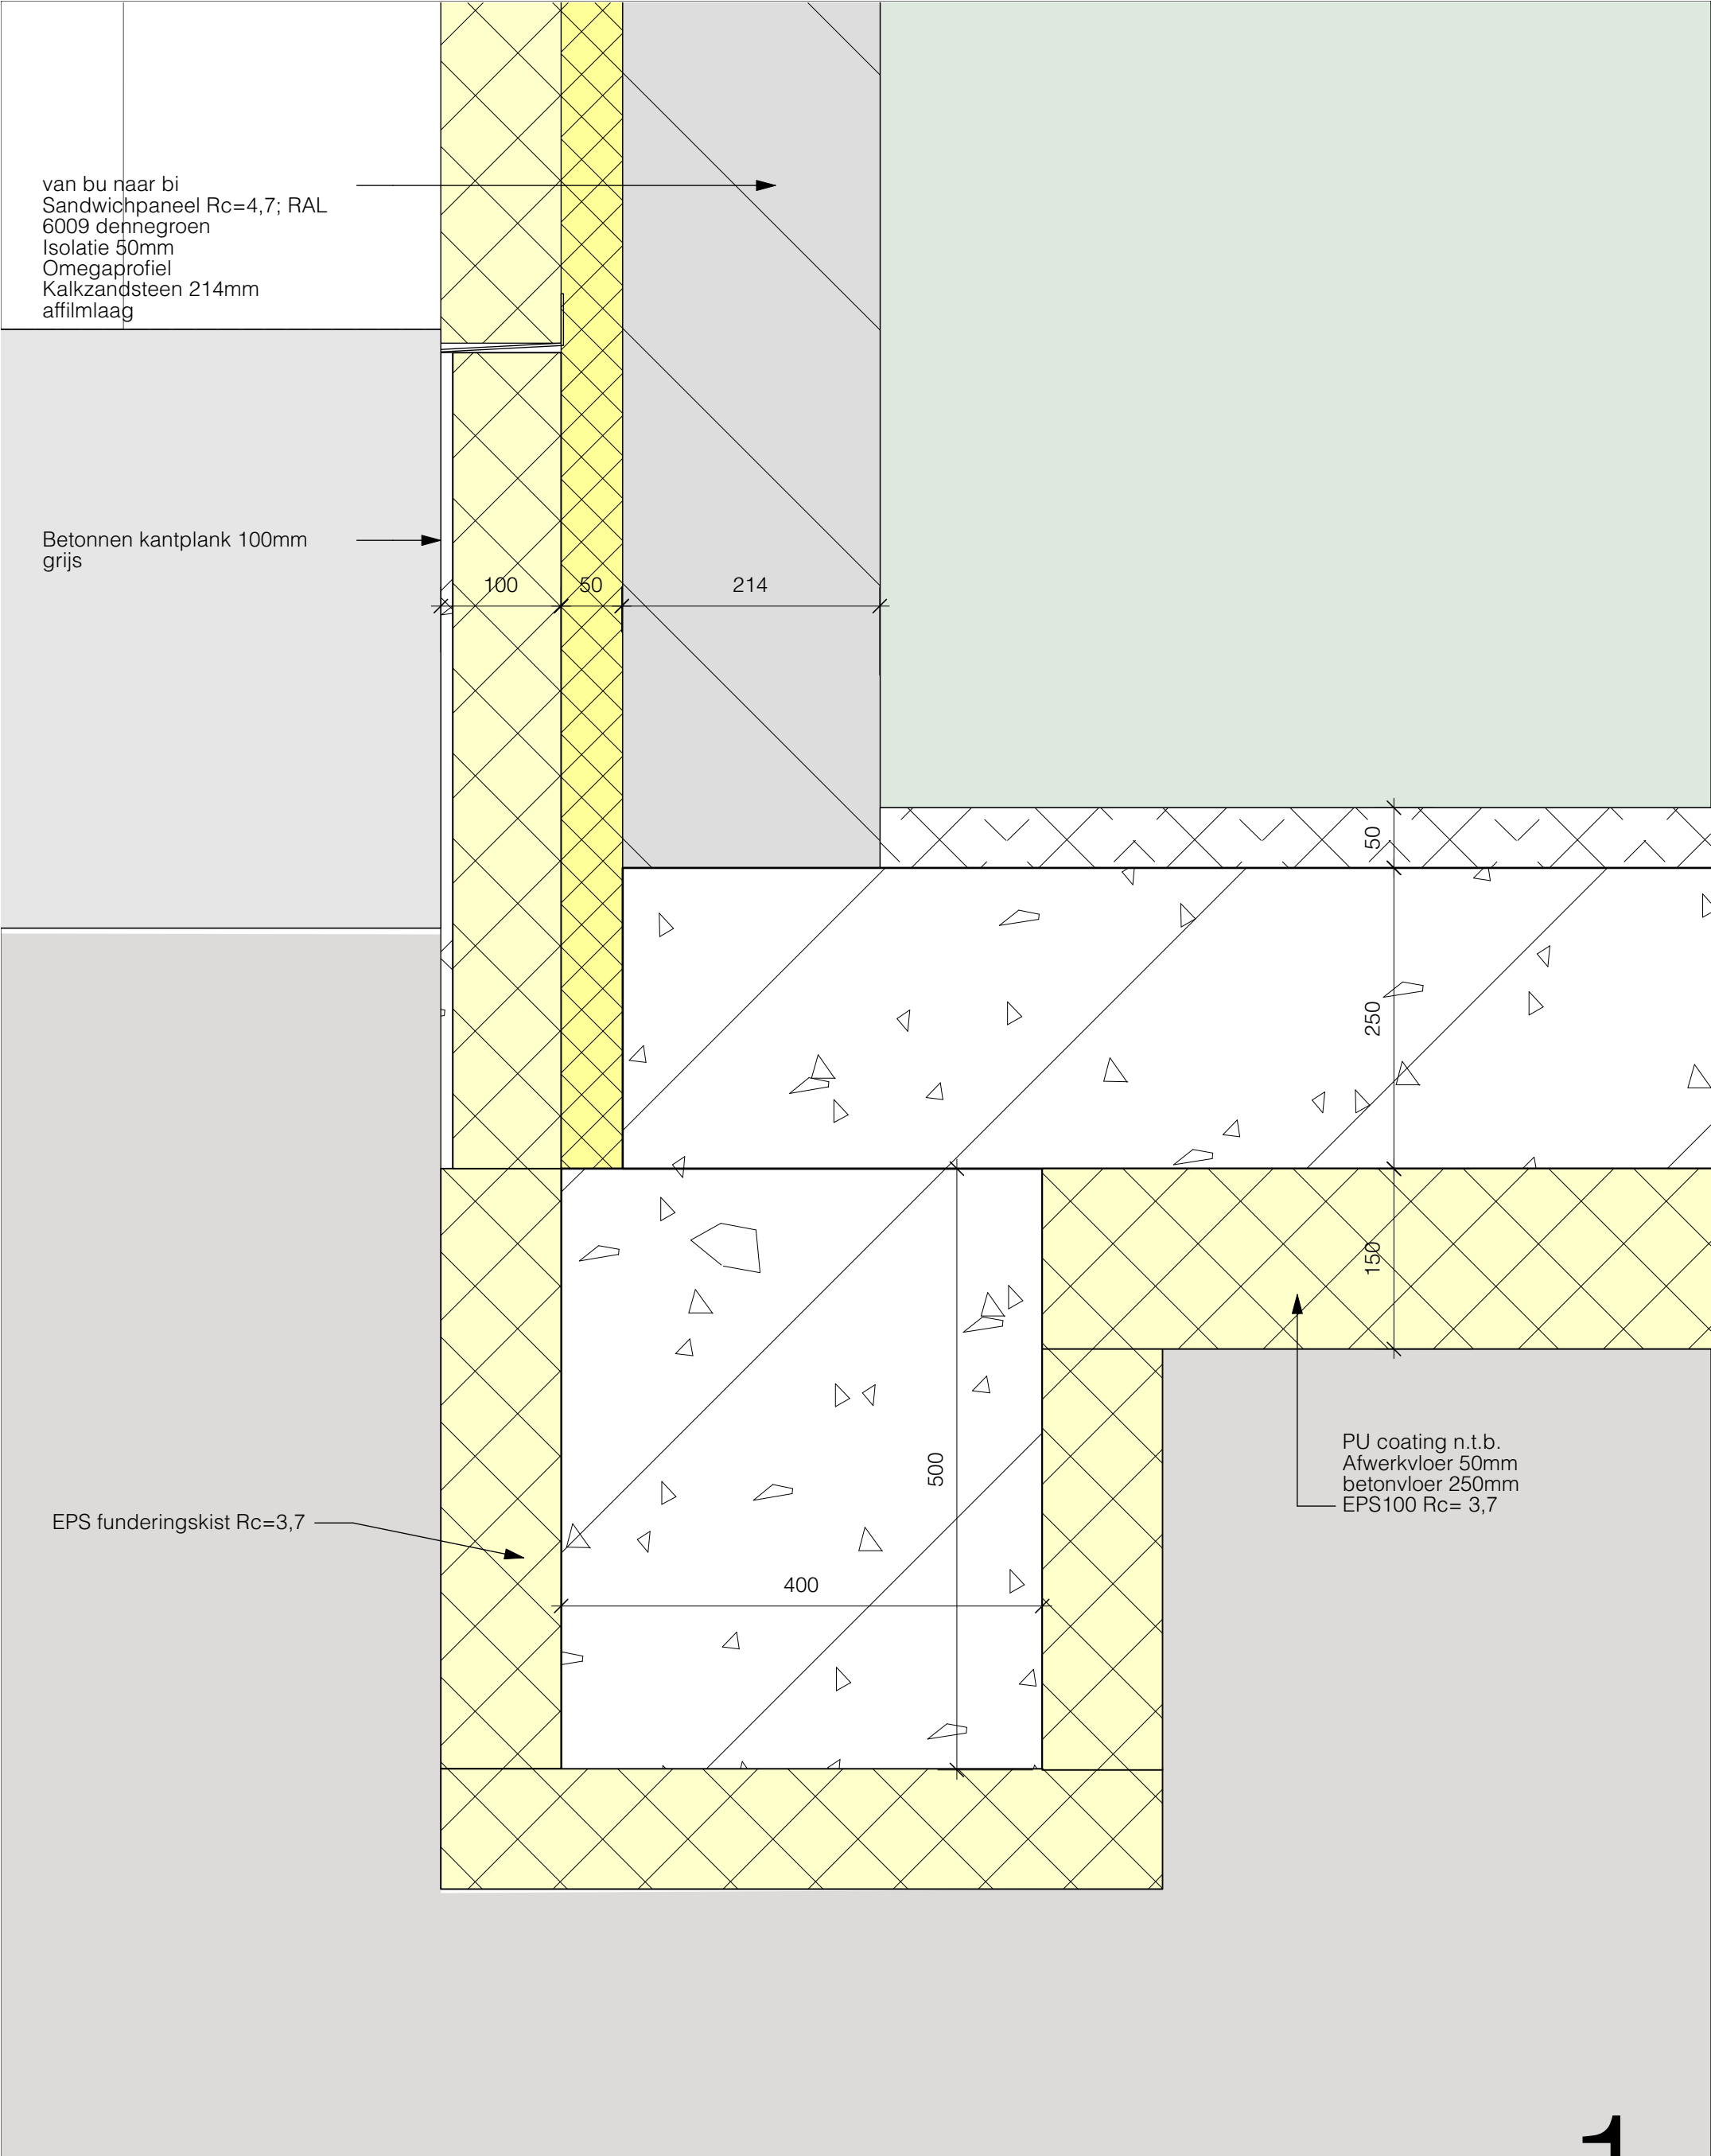 van bu naar bi
Sandwichpaneel Rc=4,7; RAL
6009 dennegroen
Isolatie 50mm
Omegaprofiel
Kalkzandsteen 214mm
affilmlaag
Betonnen kantplank 100mm
grijs
100
50
214
50
250
150
500
PU coating n.t.b.
Afwerkvloer 50mm
betonvloer 250mm
EPS100 Rc= 3,7
EPS funderingskist Rc=3,7
400
1